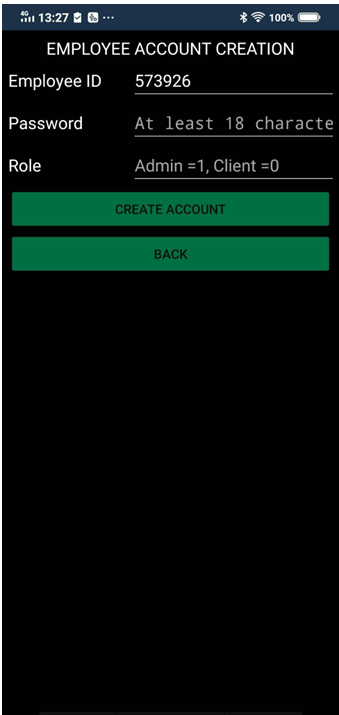 4G 13:27 100%
EMPLOYEE ACCOUNT CREATION
Employee ID 573926
Password At least 18 characte
Role Admin =1, Client =0
CREATE ACCOUNT
BACK